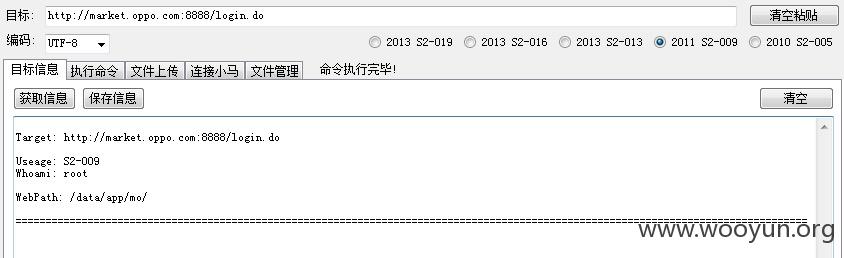 目标: http://market.oppo.com:8888/login.do 清空粘贴
编码: UTF-8 2013 S2-019 2013 S2-016 2013 S2-013 2011 S2-009 2010 S2-005
目标信息 执行命令 文件上传 连接小马 文件管理 命令执行完毕!
获取信息 保存信息 清空
Target: http://market.oppo.com:8888/login.do
Useage: S2-009
Whoami: root
WebPath: /data/app/mo/
www.wooyun.org